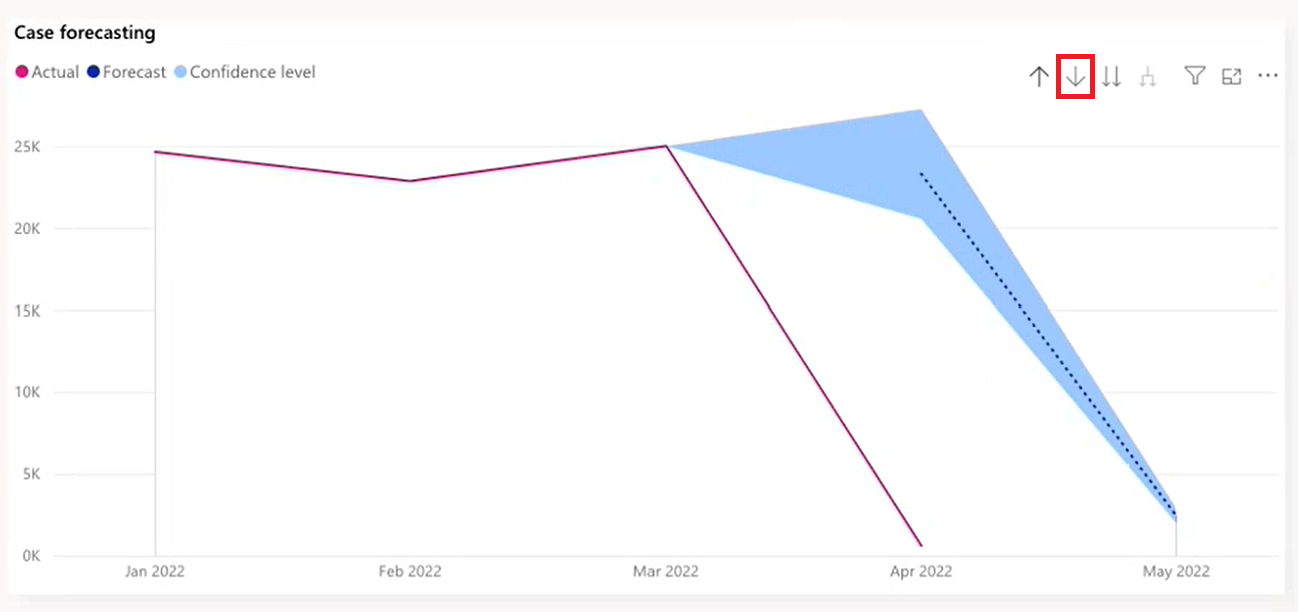 Case forecasting
Actual Forecast Confidence level
25K
20K
15K
10K
5K
0K
Jan 2022 Feb 2022 Mar 2022 Apr 2022 May 2022